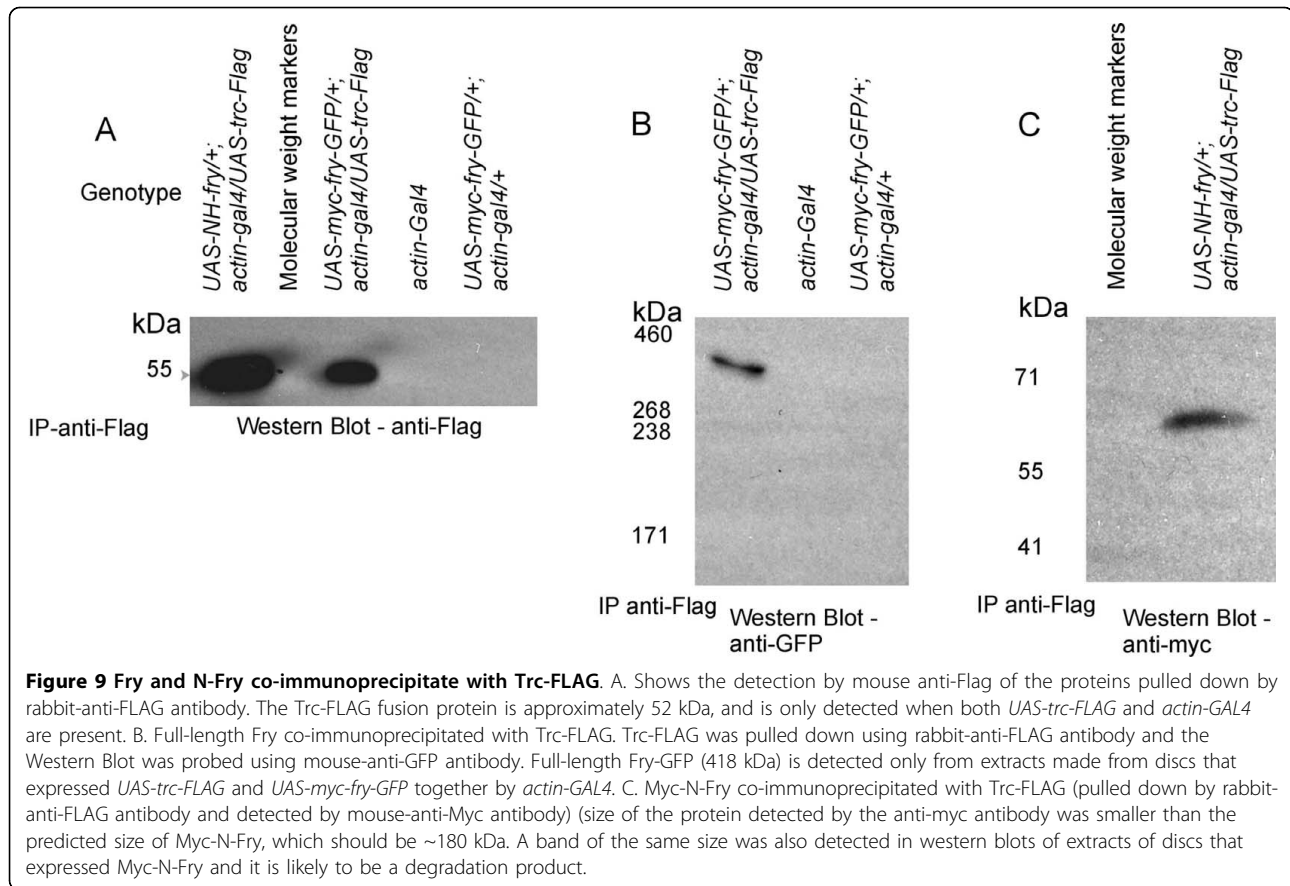 A
Genotype
UAS-NH-fry/+;
actin-gal4/UAS-trc-Flag
Molecular weight markers
UAS-myc-fry-GFP/+;
actin-gal4/UAS-trc-Flag
actin-Gal4
UAS-myc-fry-GFP/+;
actin-gal4/+
kDa
55
IP-anti-Flag
Western Blot - anti-Flag
B
UAS-myc-fry-GFP/+;
actin-gal4/UAS-trc-Flag
actin-Gal4
UAS-myc-fry-GFP/+;
actin-gal4/+
kDa
460
268
238
171
IP anti-Flag
Western Blot -
anti-GFP
C
Molecular weight markers
UAS-NH-fry/+;
actin-gal4/UAS-trc-Flag
71
55
41
IP anti-Flag
Western Blot -
anti-myc
Figure 9 Fry and N-Fry co-immunoprecipitate with Trc-FLAG. A. Shows the detection by mouse anti-Flag of the proteins pulled down by
rabbit-anti-FLAG antibody. The Trc-FLAG fusion protein is approximately 52 kDa, and is only detected when both UAS-trc-FLAG and actin-GAL4
are present. B. Full-length Fry co-immunoprecipitated with Trc-FLAG. Trc-FLAG was pulled down using rabbit-anti-FLAG antibody and the
Western Blot was probed using mouse-anti-GFP antibody. Full-length Fry-GFP (418 kDa) is detected only from extracts made from discs that
expressed UAS-trc-FLAG and UAS-myc-fry-GFP together by actin-GAL4. C. Myc-N-Fry co-immunoprecipitated with Trc-FLAG (pulled down by rabbit-
anti-FLAG antibody and detected by mouse-anti-Myc antibody) (size of the protein detected by the anti-myc antibody was smaller than the
predicted size of Myc-N-Fry, which should be ~180 kDa. A band of the same size was also detected in western blots of extracts of discs that
expressed Myc-N-Fry and it is likely to be a degradation product.